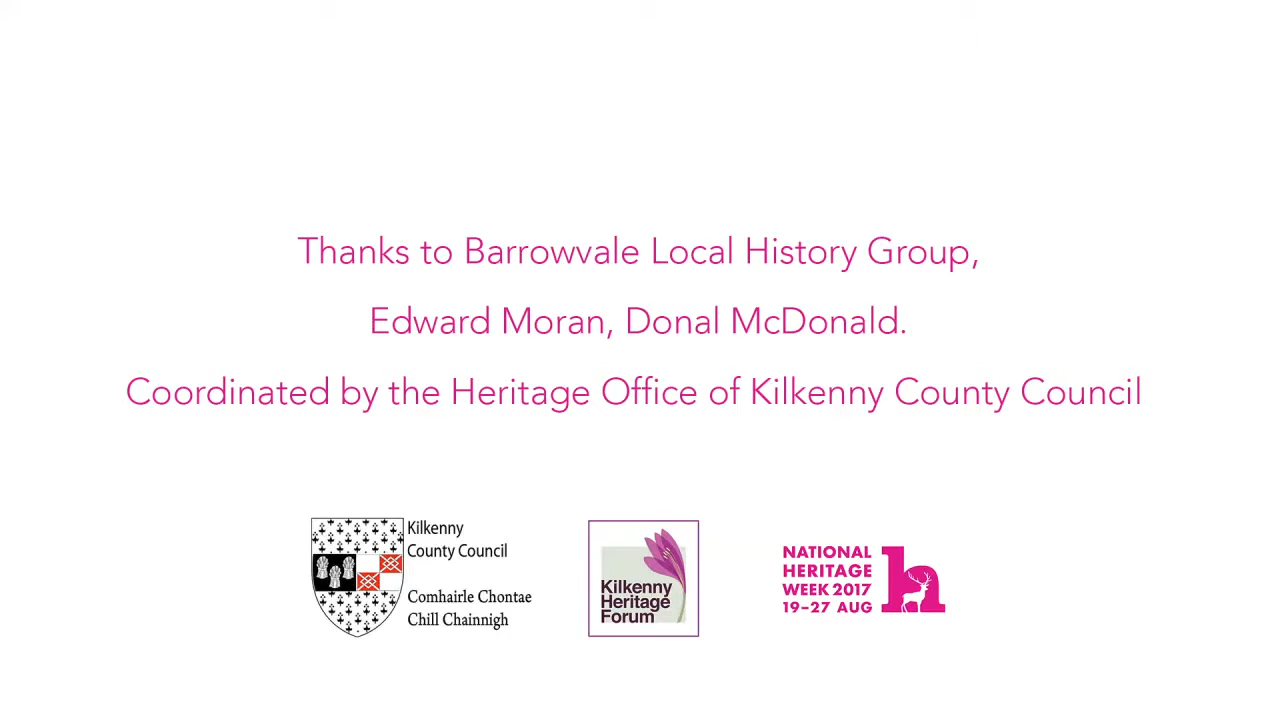 Thanks to Barrowvale Local History Group,
Edward Moran, Donal McDonald.
Coordinated by the Heritage Office of Kilkenny County Council
Kilkenny
County Council
Comhairle Chontae
Chill Chainnigh
Kilkenny
Heritage
Forum
NATIONAL
HERITAGE
WEEK 2017
19–27 AUG
h